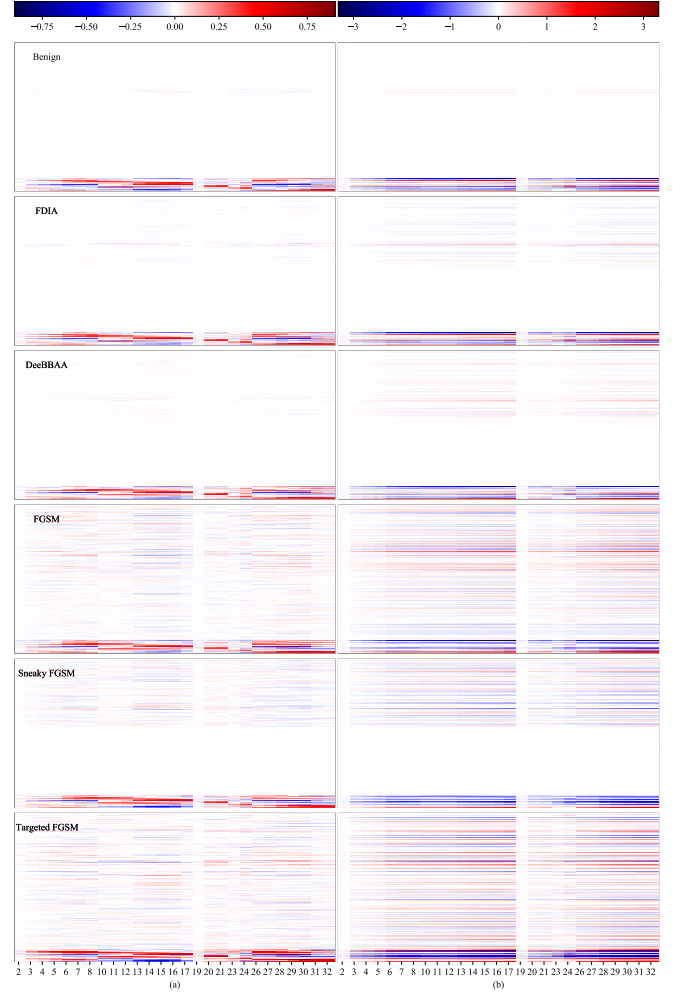 −0.75 −0.50 −0.25 0.00 0.25 0.50 0.75
−3 −2 −1 0 1 2 3
Benign
FDIA
DeeBBAA
FGSM
Sneaky FGSM
Targeted FGSM
2 3 4 5 6 7 8 9 10 11 12 13 14 15 16 17 19 20 21 22 23 24 26 27 28 29 30 31 32
2 3 4 5 6 7 8 9 10 11 12 13 14 15 16 17 19 20 21 22 23 24 26 27 28 29 30 31 32
(a)
(b)